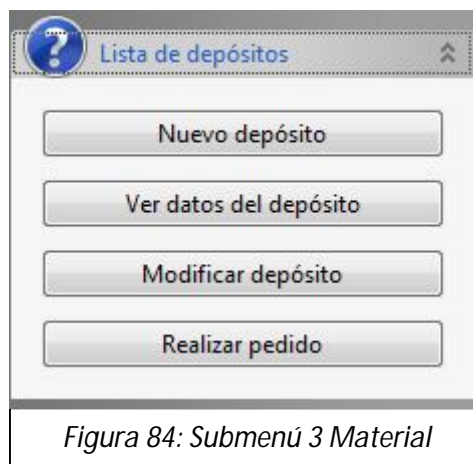 Lista de depósitos
Nuevo depósito
Ver datos del depósito
Modificar depósito
Realizar pedido
Figura 84: Submenú 3 Material